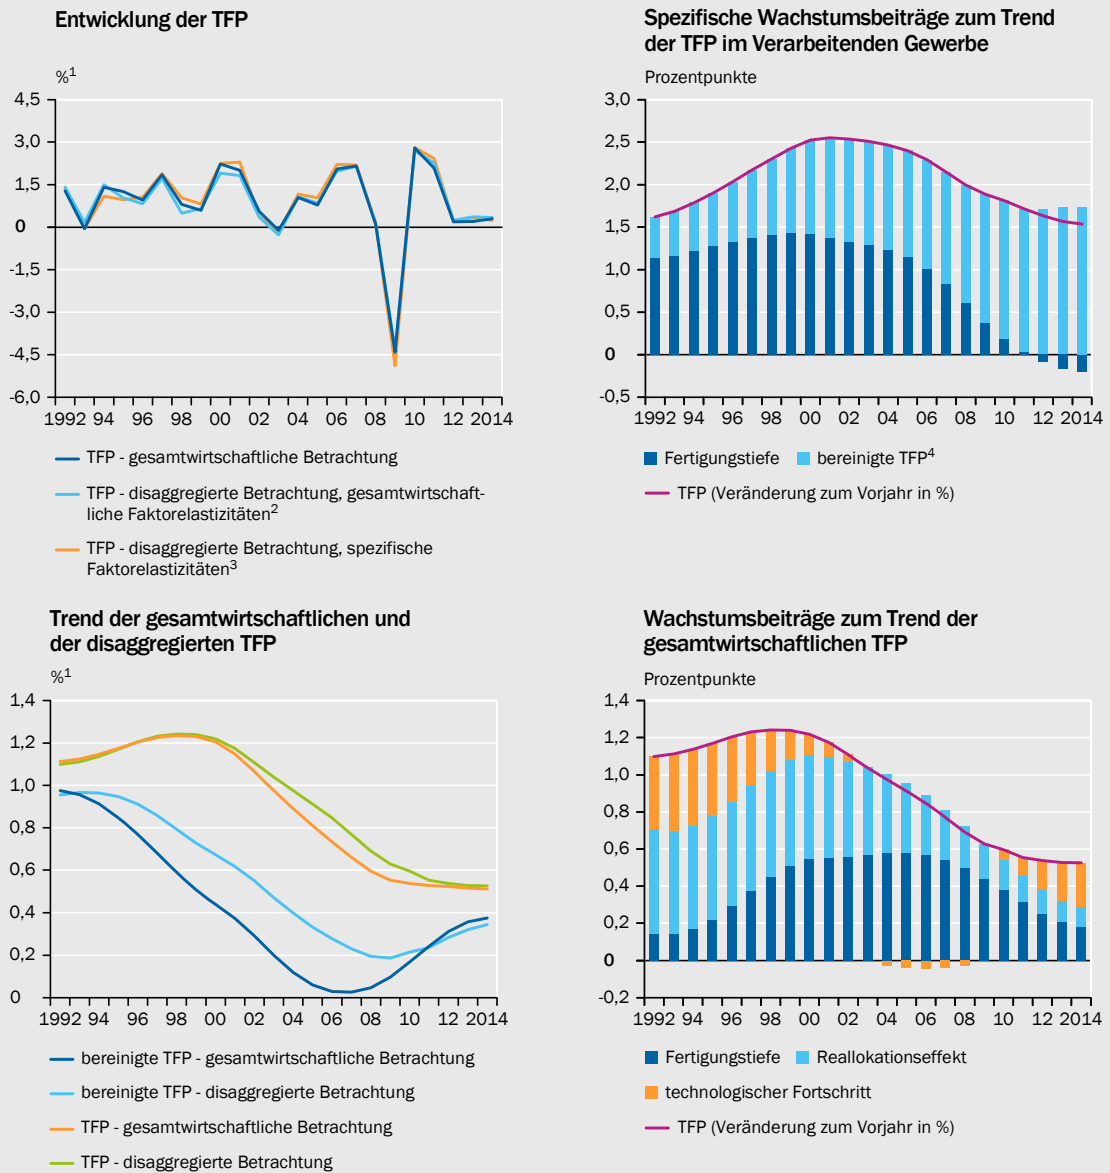 Entwicklung der TFP
%1
4,5
3,0
1,5
0
-1,5
-3,0
-4,5
-6,0
1992 94 96 98 00 02 04 06 08 10 12 2014
TFP - gesamtwirtschaftliche Betrachtung
TFP - disaggregierte Betrachtung, gesamtwirtschaft-
liche Faktorelastizitäten2
TFP - disaggregierte Betrachtung, spezifische
Faktorelastizitäten3
Spezifische Wachstumsbeiträge zum Trend
der TFP im Verarbeitenden Gewerbe
Prozentpunkte
3,0
2,5
2,0
1,5
1,0
0,5
0
-0,5
1992 94 96 98 00 02 04 06 08 10 12 2014
Fertigungstiefe bereinigte TFP4
TFP (Veränderung zum Vorjahr in %)
Trend der gesamtwirtschaftlichen und
der disaggregierten TFP
%1
1,4
1,2
1,0
0,8
0,6
0,4
0,2
0
1992 94 96 98 00 02 04 06 08 10 12 2014
bereinigte TFP - gesamtwirtschaftliche Betrachtung
bereinigte TFP - disaggregierte Betrachtung
TFP - gesamtwirtschaftliche Betrachtung
TFP - disaggregierte Betrachtung
Wachstumsbeiträge zum Trend der
gesamtwirtschaftlichen TFP
Prozentpunkte
1,4
1,2
1,0
0,8
0,6
0,4
0,2
0
-0,2
1992 94 96 98 00 02 04 06 08 10 12 2014
Fertigungstiefe Reallokationseffekt
technologischer Fortschritt
TFP (Veränderung zum Vorjahr in %)